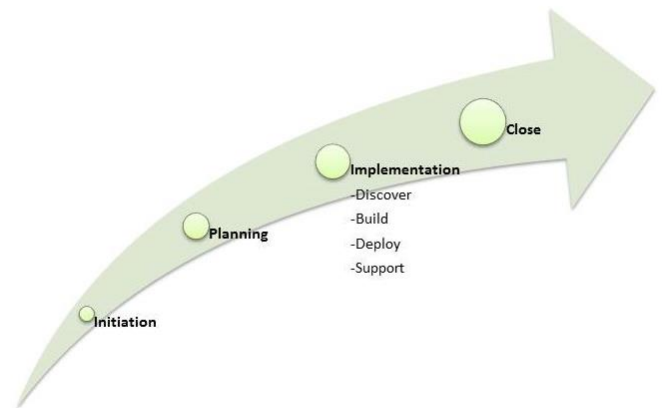 Close
Implementation
-Discover
-Build
-Deploy
-Support
Planning
Initiation